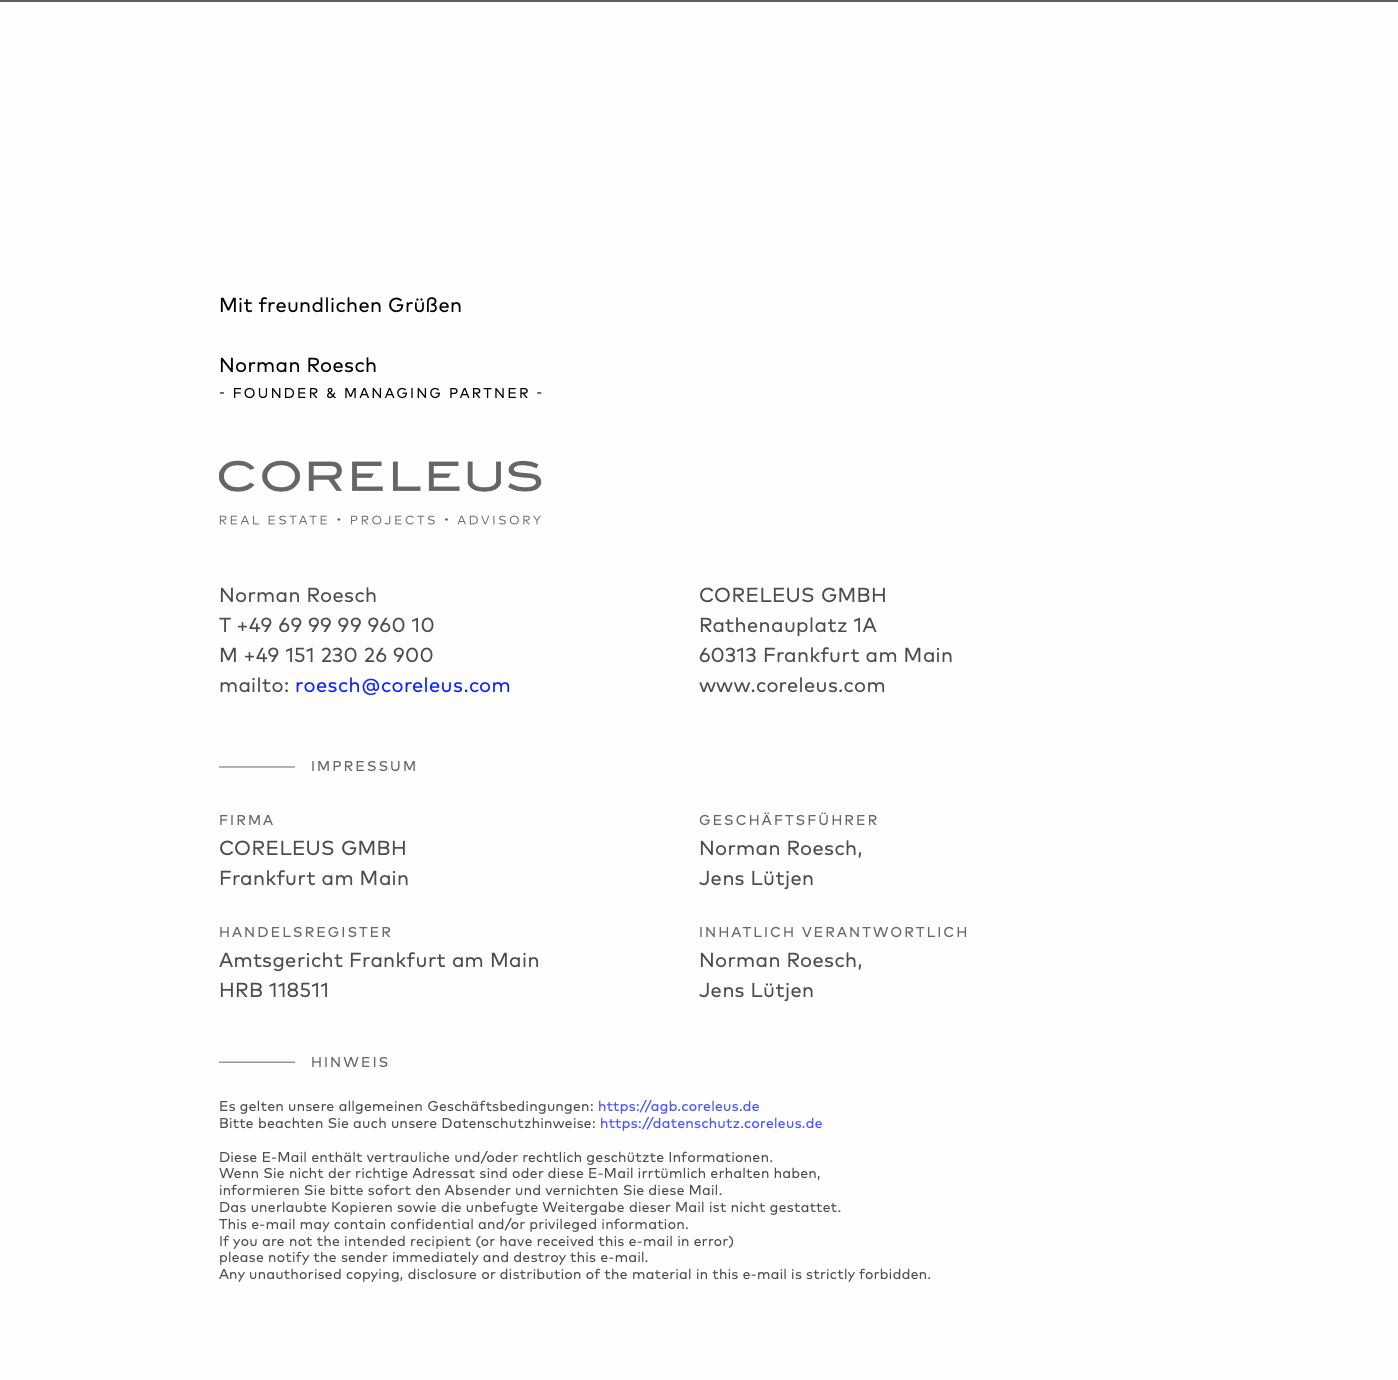 Mit freundlichen Grüßen
Norman Roesch
- FOUNDER & MANAGING PARTNER -
CORELEUS
REAL ESTATE • PROJECTS • ADVISORY
Norman Roesch
T +49 69 99 99 960 10
M +49 151 230 26 900
mailto: roesch@coreleus.com
CORELEUS GMBH
Rathenauplatz 1A
60313 Frankfurt am Main
www.coreleus.com
IMPRESSUM
FIRMA
CORELEUS GMBH
Frankfurt am Main
GESCHÄFTSFÜHRER
Norman Roesch,
Jens Lütjen
HANDELSREGISTER
Amtsgericht Frankfurt am Main
HRB 118511
INHATLICH VERANTWORTLICH
Norman Roesch,
Jens Lütjen
HINWEIS
Es gelten unsere allgemeinen Geschäftsbedingungen: https://agb.coreleus.de
Bitte beachten Sie auch unsere Datenschutzhinweise: https://datenschutz.coreleus.de
Diese E-Mail enthält vertrauliche und/oder rechtlich geschützte Informationen.
Wenn Sie nicht der richtige Adressat sind oder diese E-Mail irrtümlich erhalten haben,
informieren Sie bitte sofort den Absender und vernichten Sie diese Mail.
Das unerlaubte Kopieren sowie die unbefugte Weitergabe dieser Mail ist nicht gestattet.
This e-mail may contain confidential and/or privileged information.
If you are not the intended recipient (or have received this e-mail in error)
please notify the sender immediately and destroy this e-mail.
Any unauthorised copying, disclosure or distribution of the material in this e-mail is strictly forbidden.